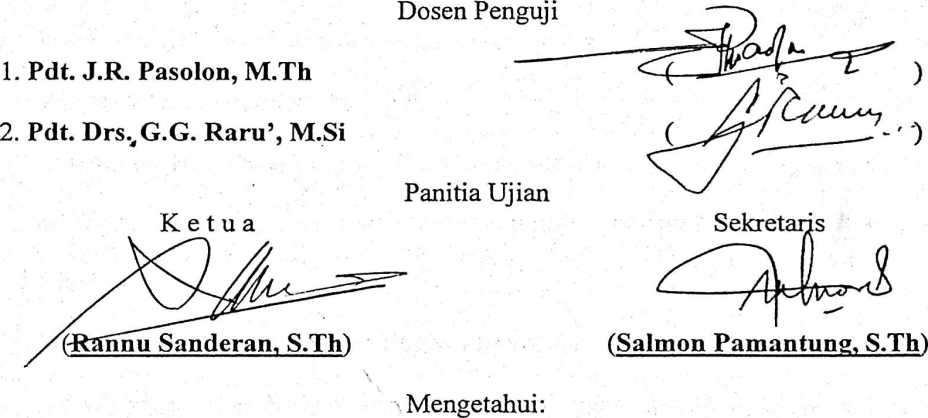 Dosen Penguji
1. Pdt. J.R. Pasolon, M.Th ( )
2. Pdt. Drs. G.G. Raru', M.Si ( )
Panitia Ujian
K e t u a Sekretaris
(Rannu Sanderan, S.Th) (Salmon Pamantung, S.Th)
Mengetahui: